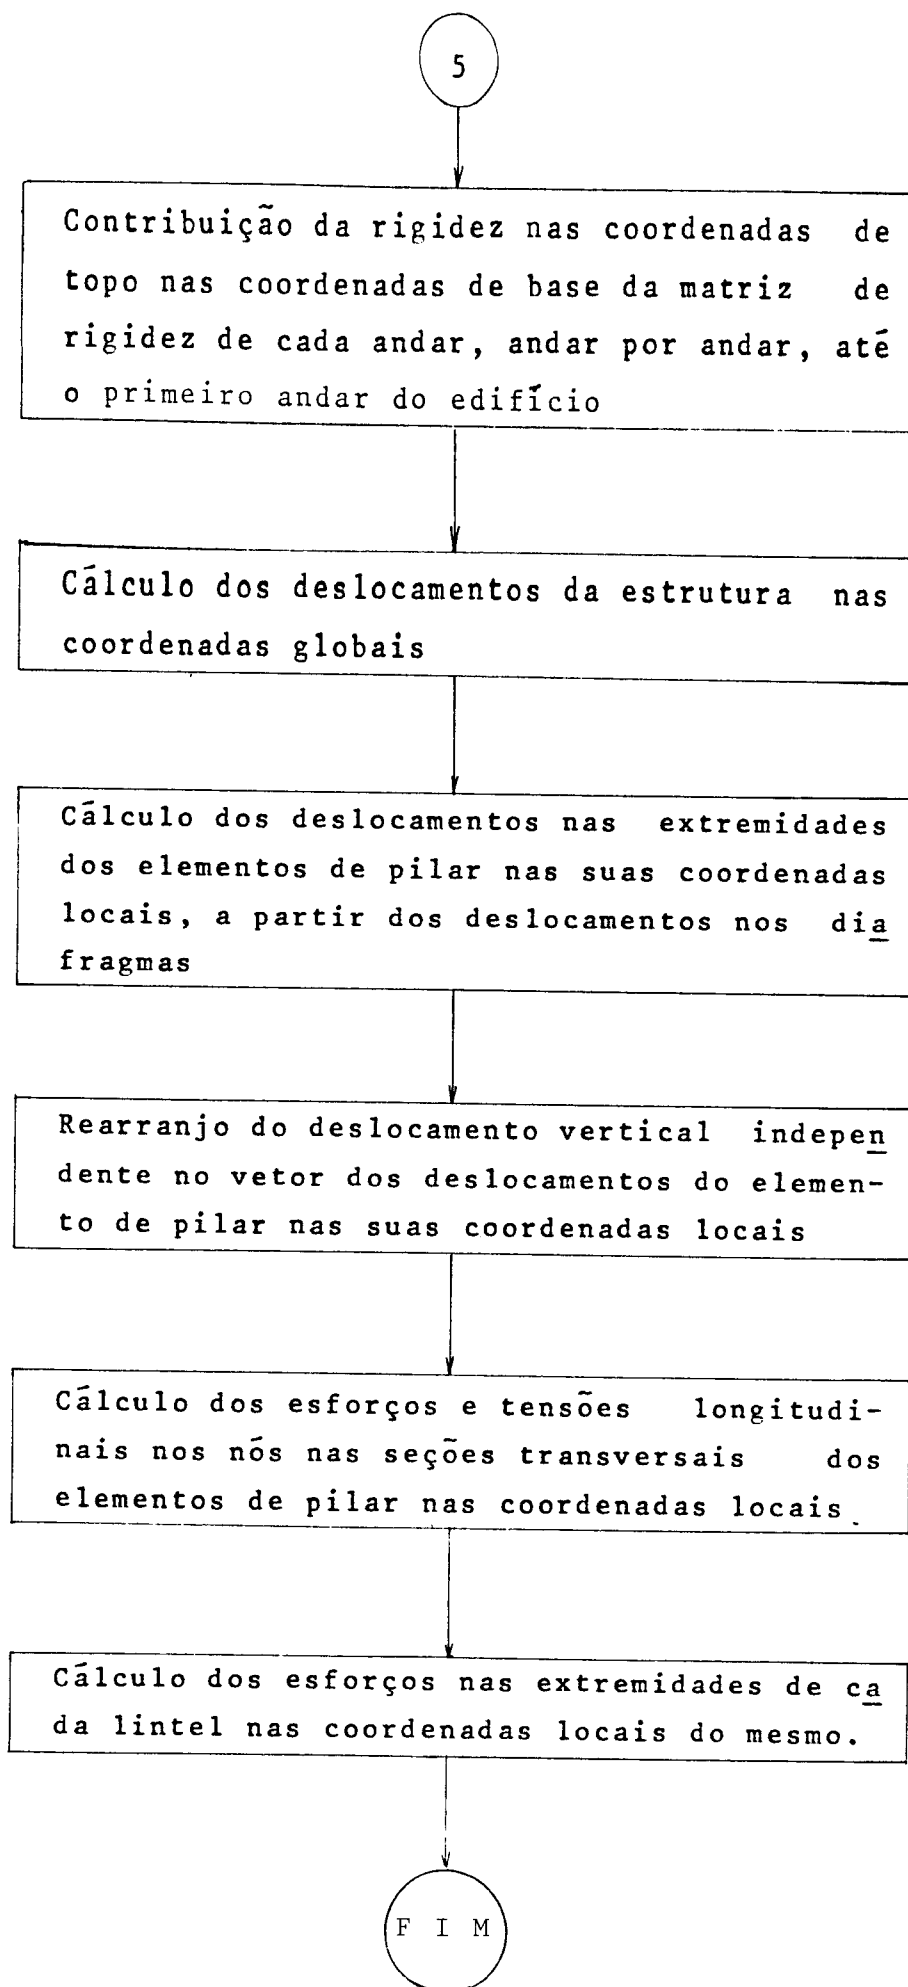 5
Contribuição da rigidez nas coordenadas de
topo nas coordenadas de base da matriz de
rigidez de cada andar, andar por andar, até
o primeiro andar do edifício
Cálculo dos deslocamentos da estrutura nas
coordenadas globais
Cálculo dos deslocamentos nas extremidades
dos elementos de pilar nas suas coordenadas
locais, a partir dos deslocamentos nos dia
fragmas
Rearranjo do deslocamento vertical indepen
dente no vetor dos deslocamentos do elemen-
to de pilar nas suas coordenadas locais
Cálculo dos esforços e tensões longitudi-
nais nos nós nas seções transversais dos
elementos de pilar nas coordenadas locais.
Cálculo dos esforços nas extremidades de ca
da lintel nas coordenadas locais do mesmo.
F I M